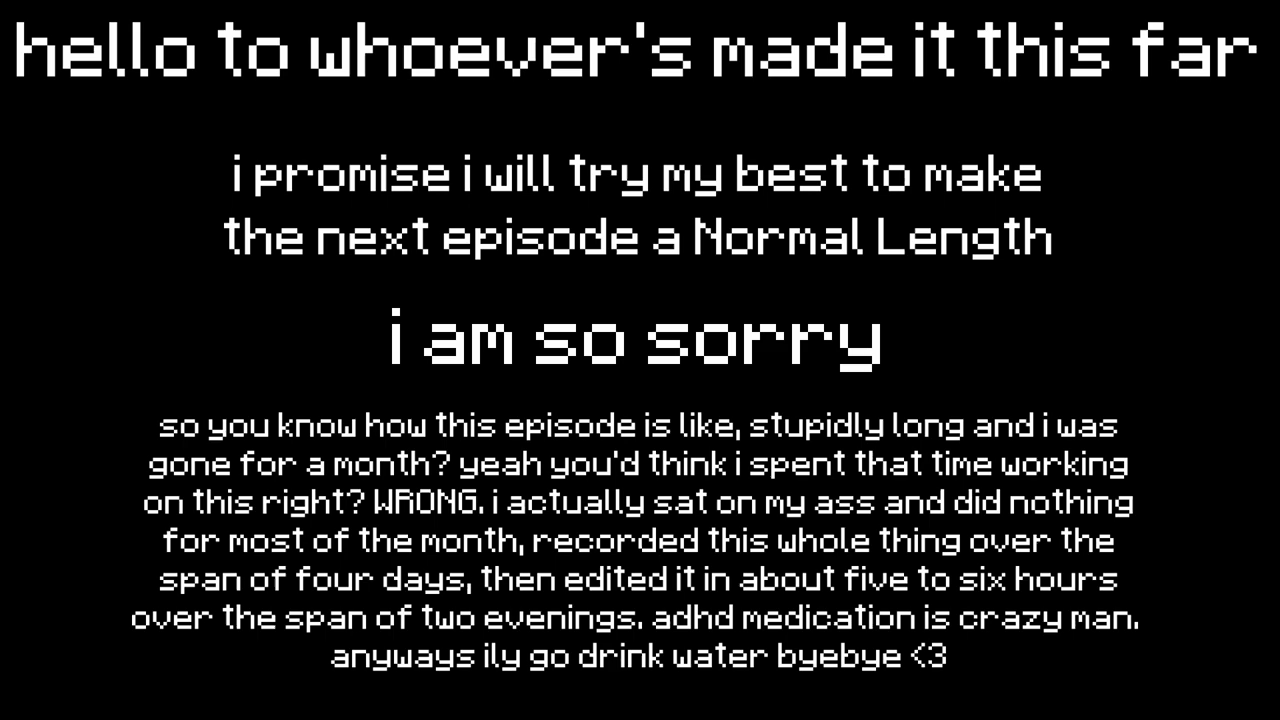 hello to whoever's made it this far
i promise i will try my best to make
the next episode a Normal Length
i am so sorry
so you know how this episode is like, stupidly long and i was
gone for a month? yeah you'd think i spent that time working
on this right? WRONG. i actually sat on my ass and did nothing
for most of the month, recorded this whole thing over the
span of four days, then edited it in about five to six hours
over the span of two evenings. adhd medication is crazy man.
anyways ily go drink water byebye <3